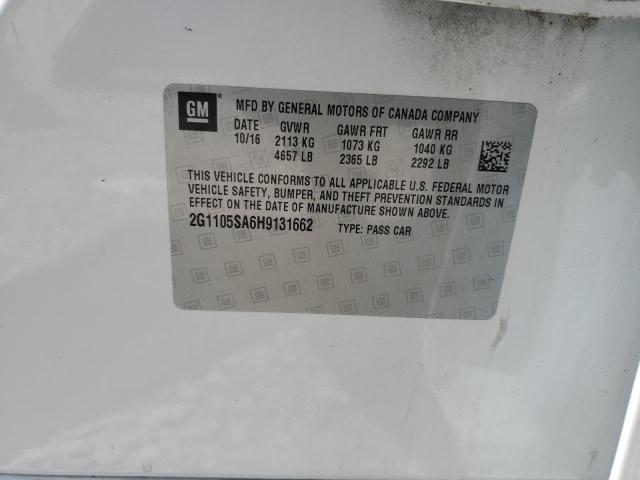 GM ® MFD BY GENERAL MOTORS OF CANADA COMPANY
DATE GVWR GAWR FRT GAWR RR
10/16 2113 KG 1073 KG 1040 KG
4657 LB 2365 LB 2292 LB
THIS VEHICLE CONFORMS TO ALL APPLICABLE U.S. FEDERAL MOTOR
VEHICLE SAFETY, BUMPER, AND THEFT PREVENTION STANDARDS IN
EFFECT ON THE DATE OF MANUFACTURE SHOWN ABOVE.
2G1105SA6H9131662 TYPE: PASS CAR